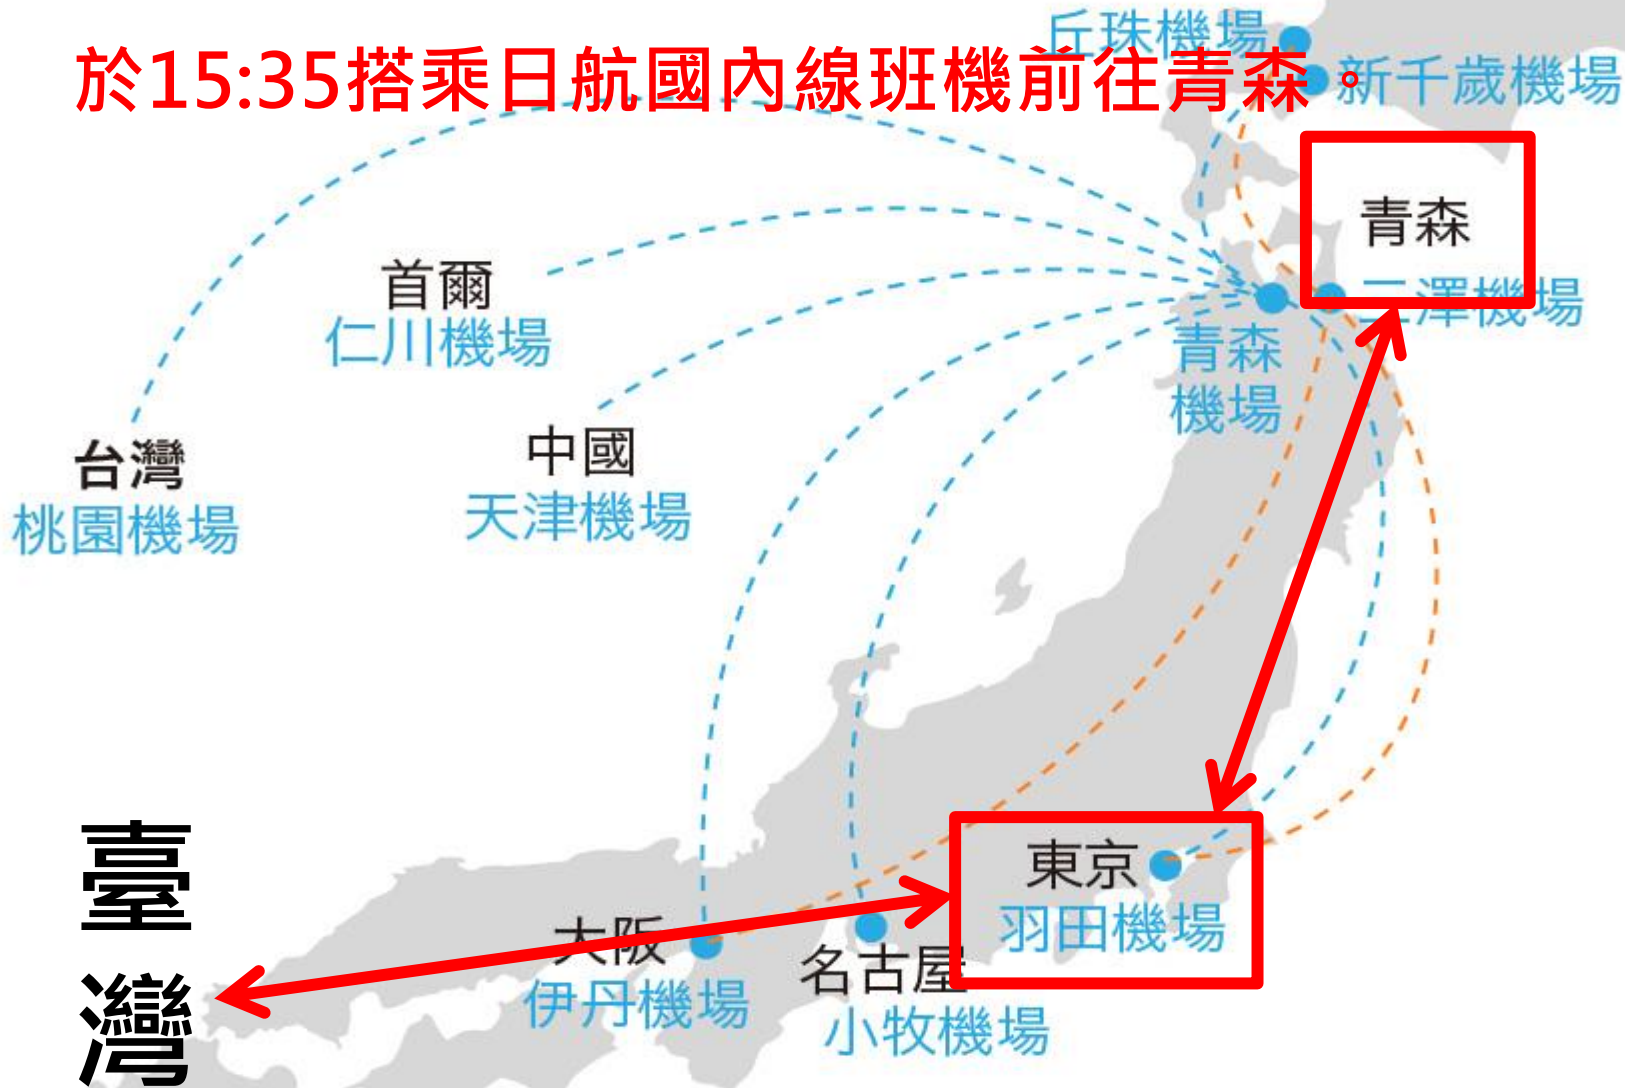 丘珠機場
於15:35搭乘日航國內線班機前往青森。
新千歲機場
青森
三澤機場
首爾
仁川機場
青森
機場
台灣
桃園機場
中國
天津機場
臺
灣
東京
羽田機場
大阪
伊丹機場
名古屋
小牧機場